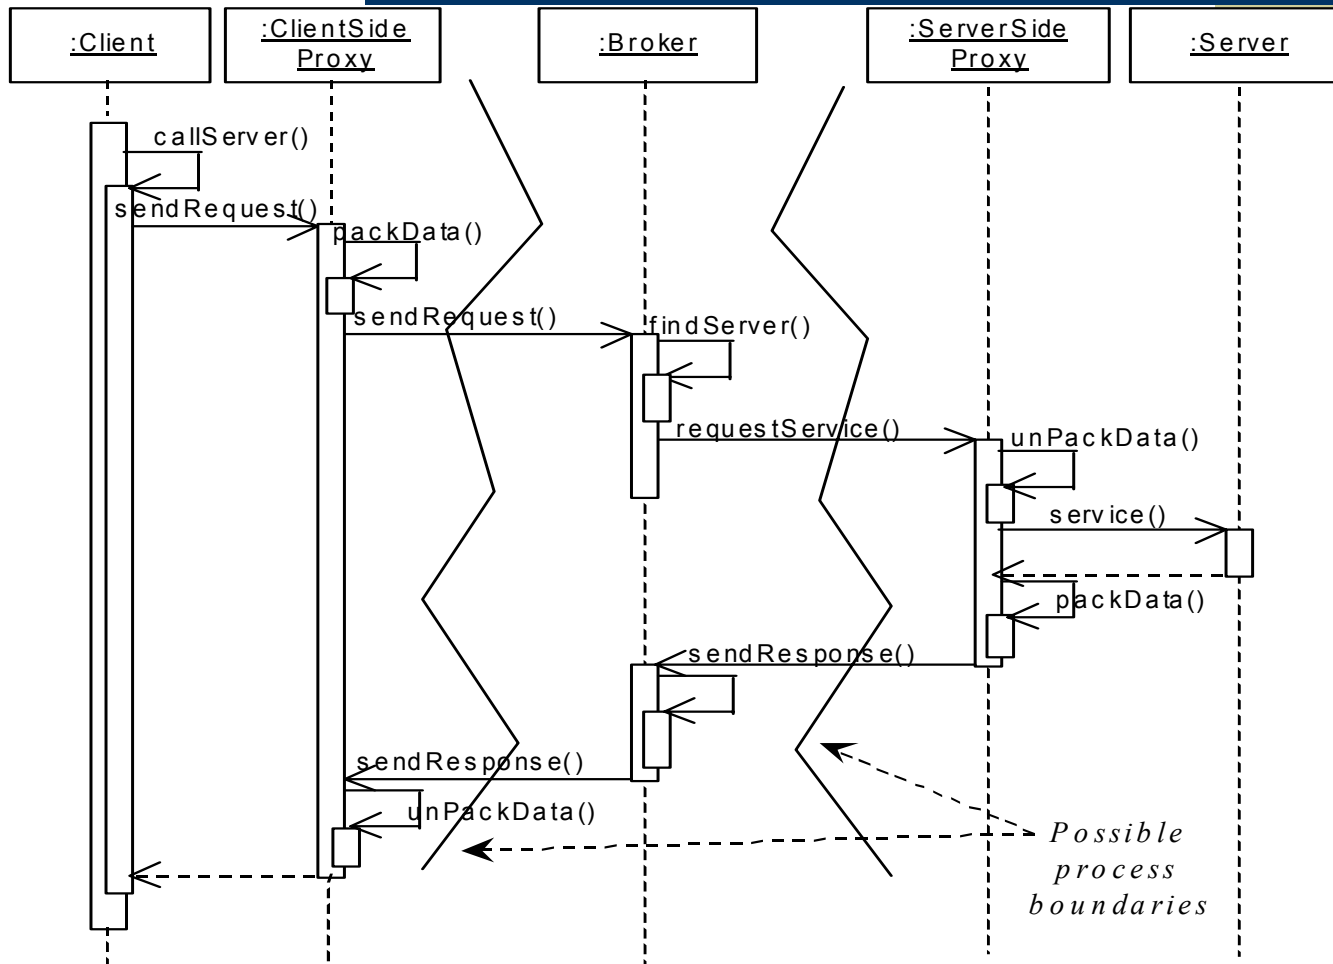 :Client
:ClientSide
Proxy
:Broker
:ServerSide
Proxy
:Server
callServer()
sendRequest()
packData()
sendRequest()
findServer()
requestService()
unPackData()
service()
packData()
sendResponse()
sendResponse()
unPackData()
Possible
process
boundaries